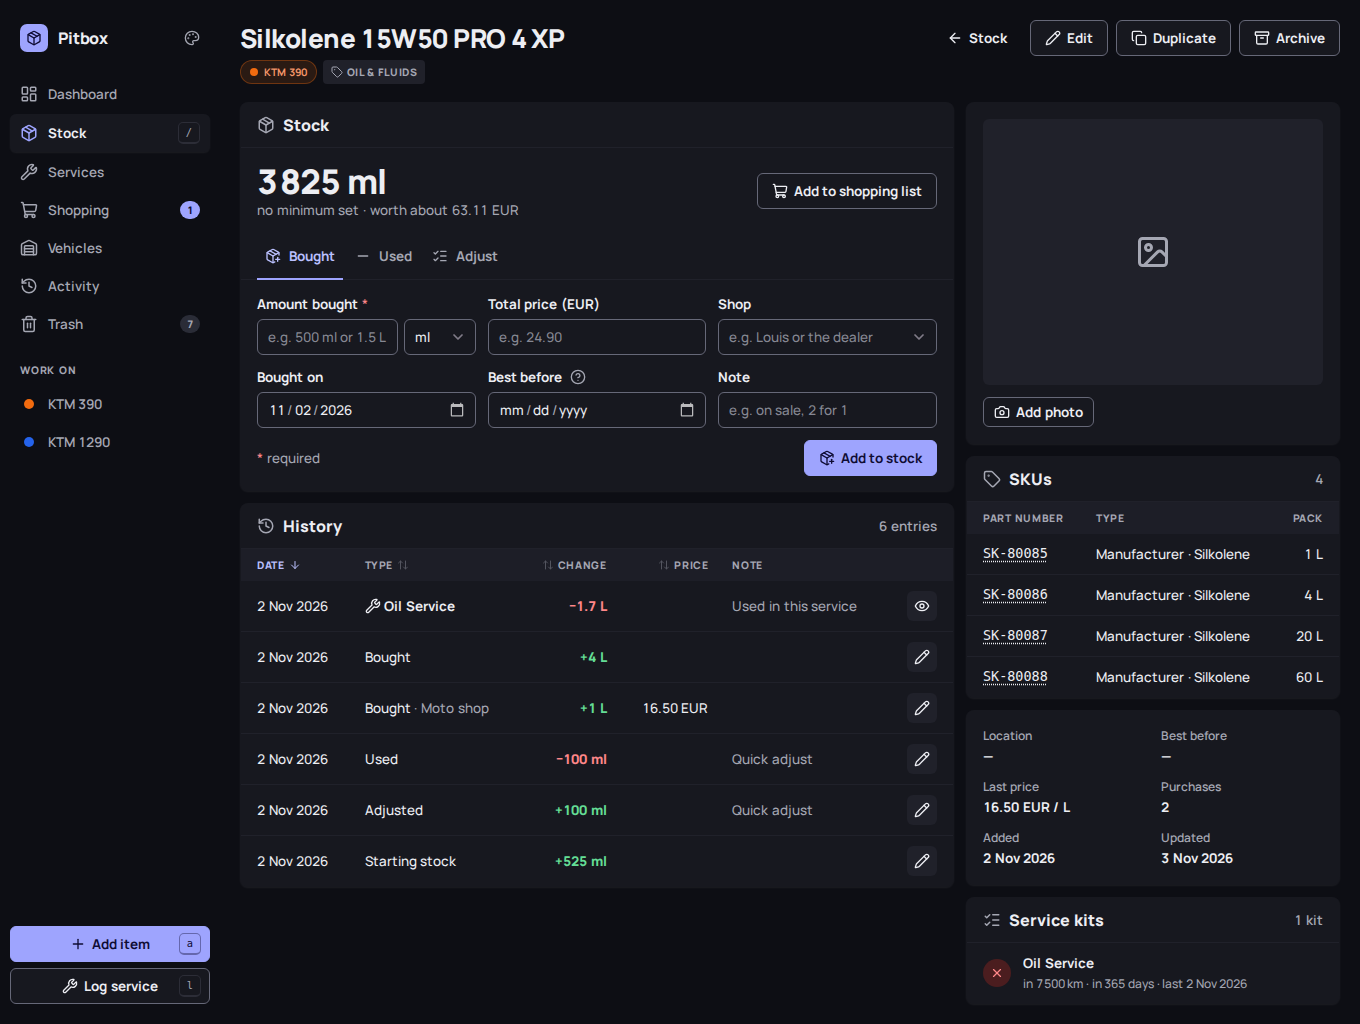 Pitbox
Dashboard
Stock /
Services
Shopping 1
Vehicles
Activity
Trash 7
WORK ON
KTM 390
KTM 1290
Add item a
Log service l
Silkolene 15W50 PRO 4 XP
KTM 390 OIL & FLUIDS
Stock Edit Duplicate Archive
Stock
3 825 ml
no minimum set · worth about 63.11 EUR
Add to shopping list
Bought Used Adjust
Amount bought * Total price (EUR) Shop
e.g. 500 ml or 1.5 L ml e.g. 24.90 e.g. Louis or the dealer
Bought on Best before ? Note
11/02/2026 mm/dd/yyyy e.g. on sale, 2 for 1
* required Add to stock
History 6 entries
DATE TYPE CHANGE PRICE NOTE
2 Nov 2026 Oil Service −1.7 L Used in this service
2 Nov 2026 Bought +4 L
2 Nov 2026 Bought · Moto shop +1 L 16.50 EUR
2 Nov 2026 Used −100 ml Quick adjust
2 Nov 2026 Adjusted +100 ml Quick adjust
2 Nov 2026 Starting stock +525 ml
Add photo
SKUs 4
PART NUMBER TYPE PACK
SK-80085 Manufacturer · Silkolene 1 L
SK-80086 Manufacturer · Silkolene 4 L
SK-80087 Manufacturer · Silkolene 20 L
SK-80088 Manufacturer · Silkolene 60 L
Location Best before
– –
Last price Purchases
16.50 EUR / L 2
Added Updated
2 Nov 2026 3 Nov 2026
Service kits 1 kit
Oil Service
in 7 500 km · in 365 days · last 2 Nov 2026